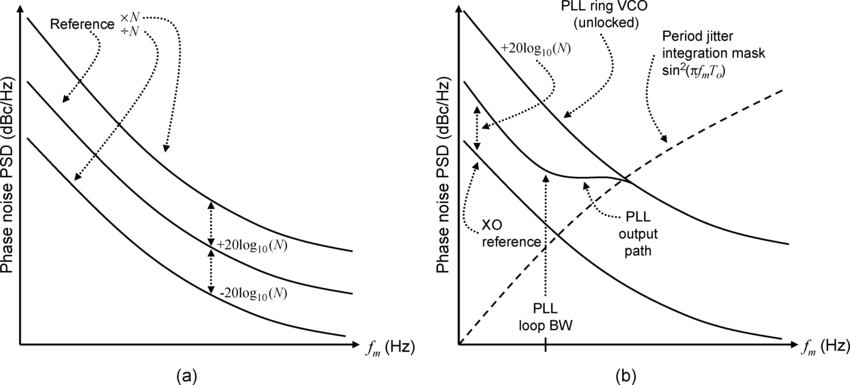 Phase noise PSD (dBc/Hz)
Reference ×N
÷N
+20log10(N)
-20log10(N)
fm (Hz)
(a)
Phase noise PSD (dBc/Hz)
PLL ring VCO
(unlocked)
+20log10(N)
Period jitter
integration mask
sin2(πfmTo)
XO
reference
PLL
output
path
PLL
loop BW
fm (Hz)
(b)